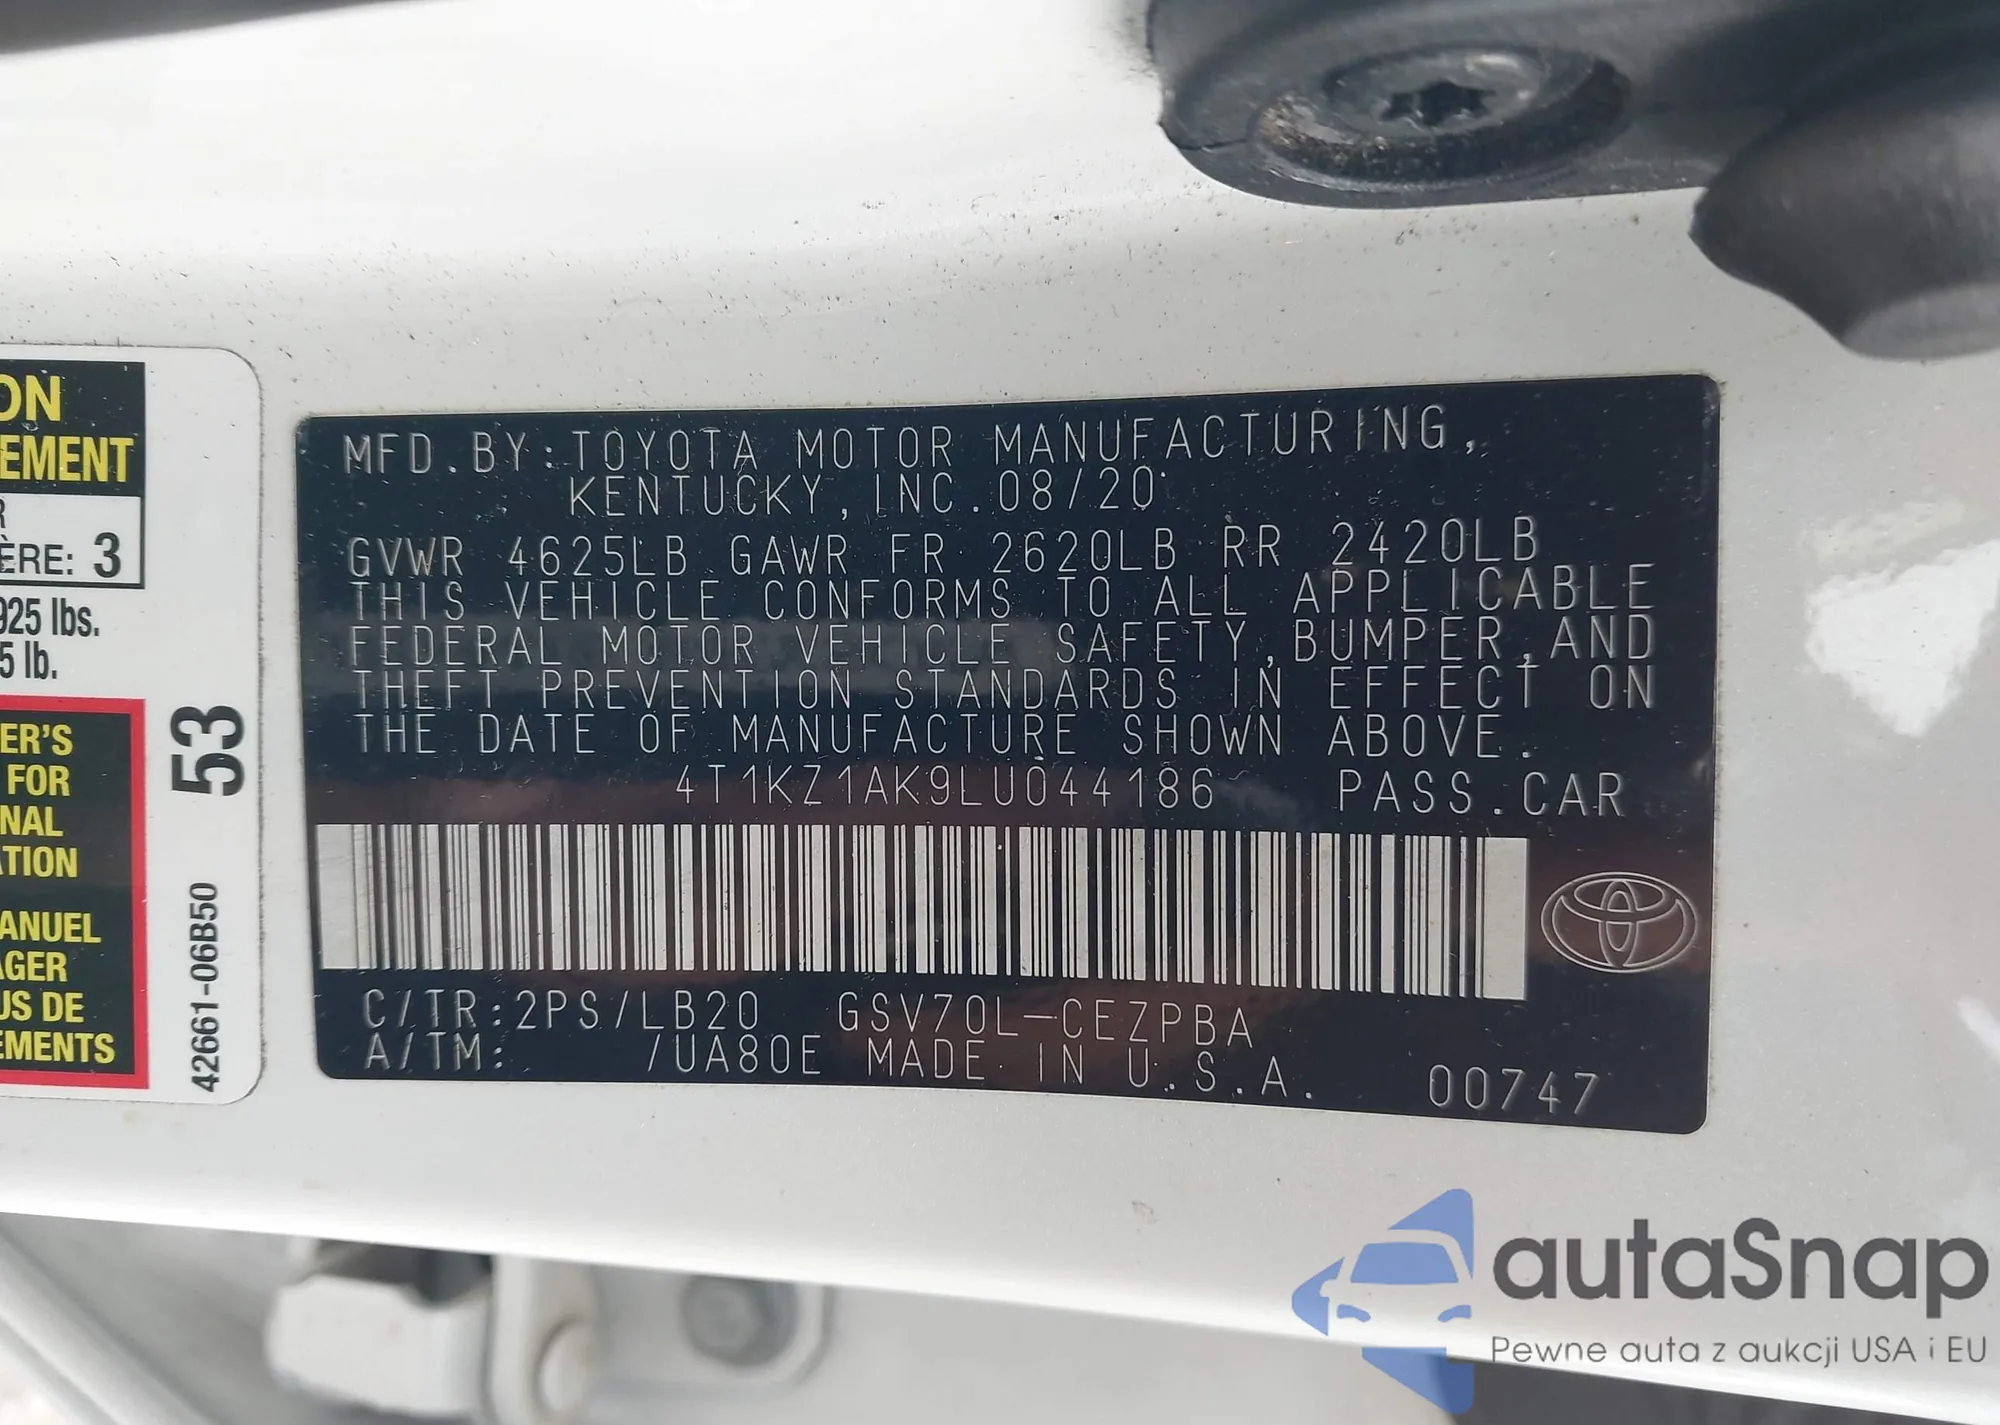 ON
EMENT
R
ÈRE: 3
925 lbs.
5 lb.
ER'S
FOR
NAL
ATION
ANUEL
AGER
US DE
EMENTS
53
42661-06B50
MFD.BY:TOYOTA MOTOR MANUFACTURING,
KENTUCKY,INC.08/20
GVWR 4625LB GAWR FR 2620LB RR 2420LB
THIS VEHICLE CONFORMS TO ALL APPLICABLE
FEDERAL MOTOR VEHICLE SAFETY,BUMPER,AND
THEFT PREVENTION STANDARDS IN EFFECT ON
THE DATE OF MANUFACTURE SHOWN ABOVE.
4T1KZ1AK9LU044186 PASS.CAR
C/TR:2PS/LB20 GSV70L-CEZPBA
A/TM: /UA80E MADE IN U.S.A.
00747
autaSnap
Pewne auta z aukcji USA i EU